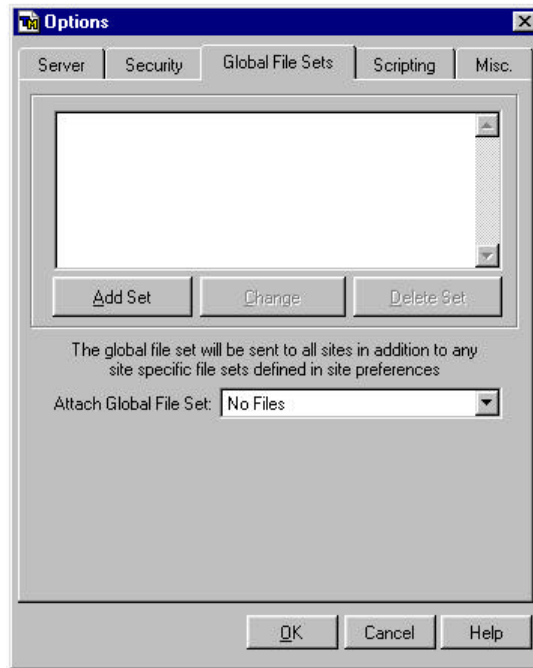 TM Options
Server Security Global File Sets Scripting Misc.
Add Set Change Delete Set
The global file set will be sent to all sites in addition to any
site specific file sets defined in site preferences
Attach Global File Set: No Files
OK Cancel Help